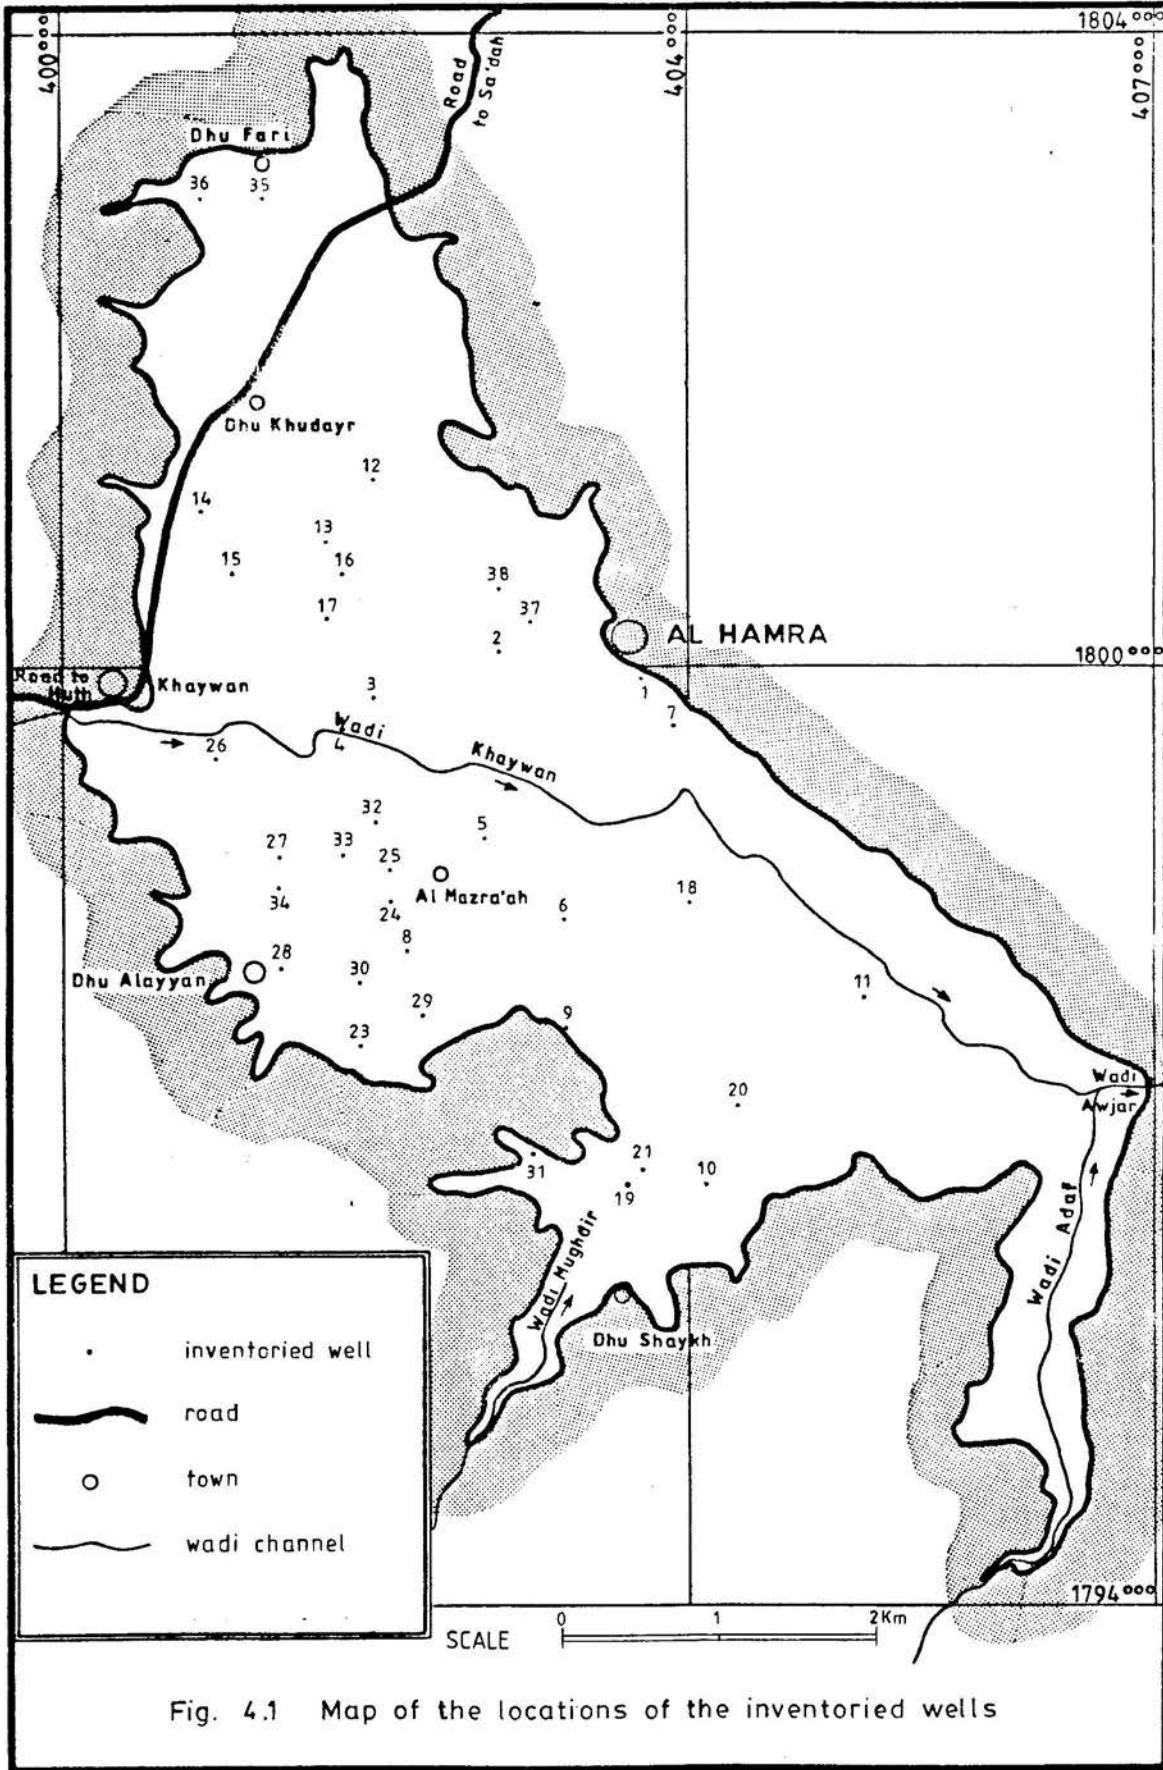 1804°°°
400°°°
404°°°
407°°°
Road
to Sa'dah
Dhu Fari
36
35
Dhu Khudayr
12
14
13
15
16
38
17
37
2
AL HAMRA
1800°°°
Road to
Huth
Khaywan
3
1
7
Wadi
Khaywan
4
26
32
5
27
33
25
Al Mazra'ah
18
34
24
6
8
28
Dhu Alayyan
30
11
29
9
23
Wadi
Awjar
20
21
31
10
19
Wadi Adaf
Wadi Mughdir
Dhu Shaykh
LEGEND
inventoried well
road
town
wadi channel
1794°°°
SCALE
0 1 2Km
Fig. 4.1 Map of the locations of the inventoried wells